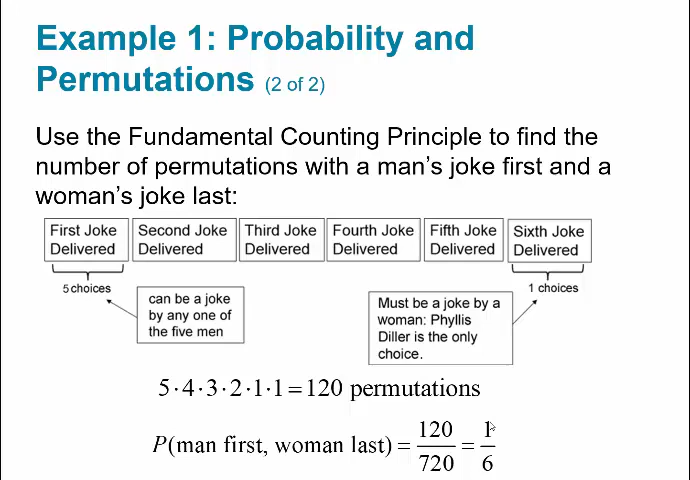 Example 1: Probability and
Permutations (2 of 2)
Use the Fundamental Counting Principle to find the
number of permutations with a man's joke first and a
woman's joke last:
First Joke Delivered
Second Joke Delivered
Third Joke Delivered
Fourth Joke Delivered
Fifth Joke Delivered
Sixth Joke Delivered
5 choices
1 choices
can be a joke
by any one of
the five men
Must be a joke by a
woman: Phyllis
Diller is the only
choice.
5·4·3·2·1·1 = 120 permutations
P(man first, woman last) = 120/720 = 1/6